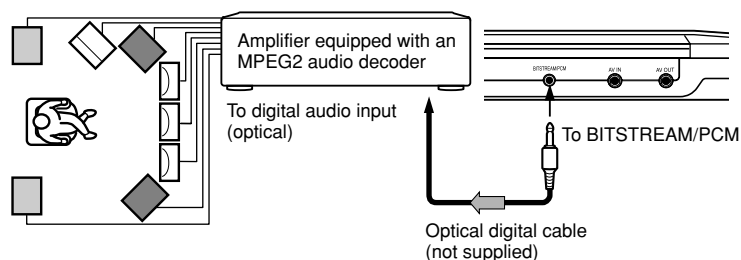 Amplifier equipped with an
MPEG2 audio decoder
BITSTREAM/PCM
AV IN
AV OUT
To digital audio input
(optical)
To BITSTREAM/PCM
Optical digital cable
(not supplied)